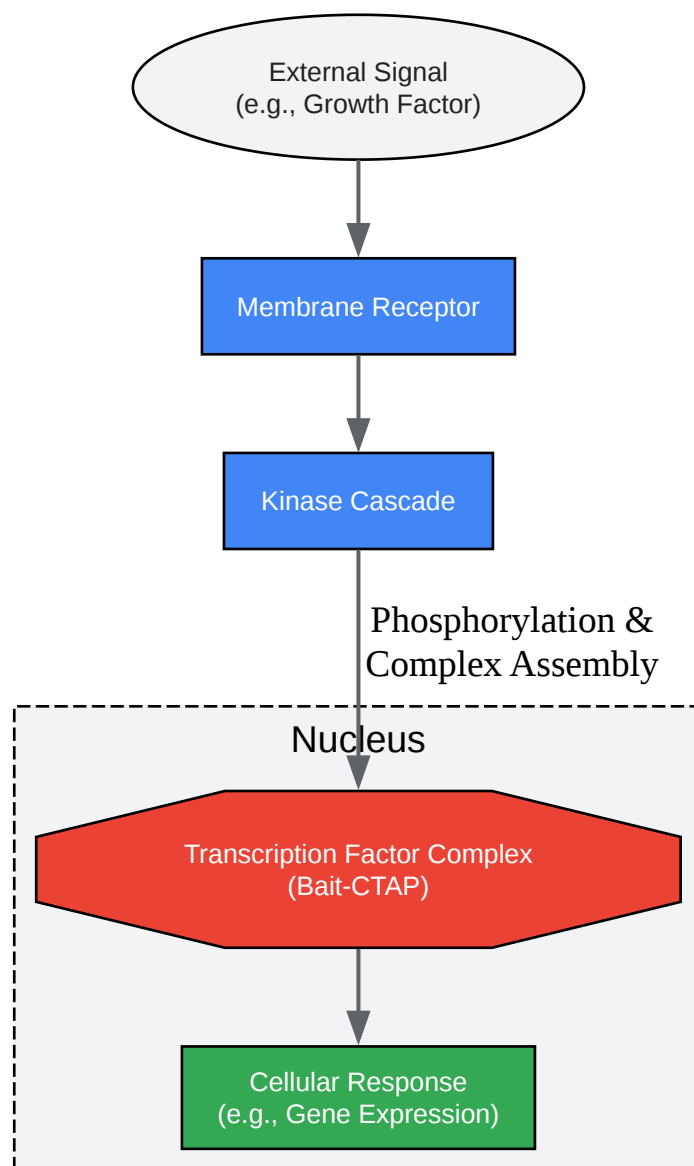 External Signal
(e.g., Growth Factor)
Membrane Receptor
Kinase Cascade
Phosphorylation &
Complex Assembly
Nucleus
Transcription Factor Complex
(Bait-CTAP)
Cellular Response
(e.g., Gene Expression)